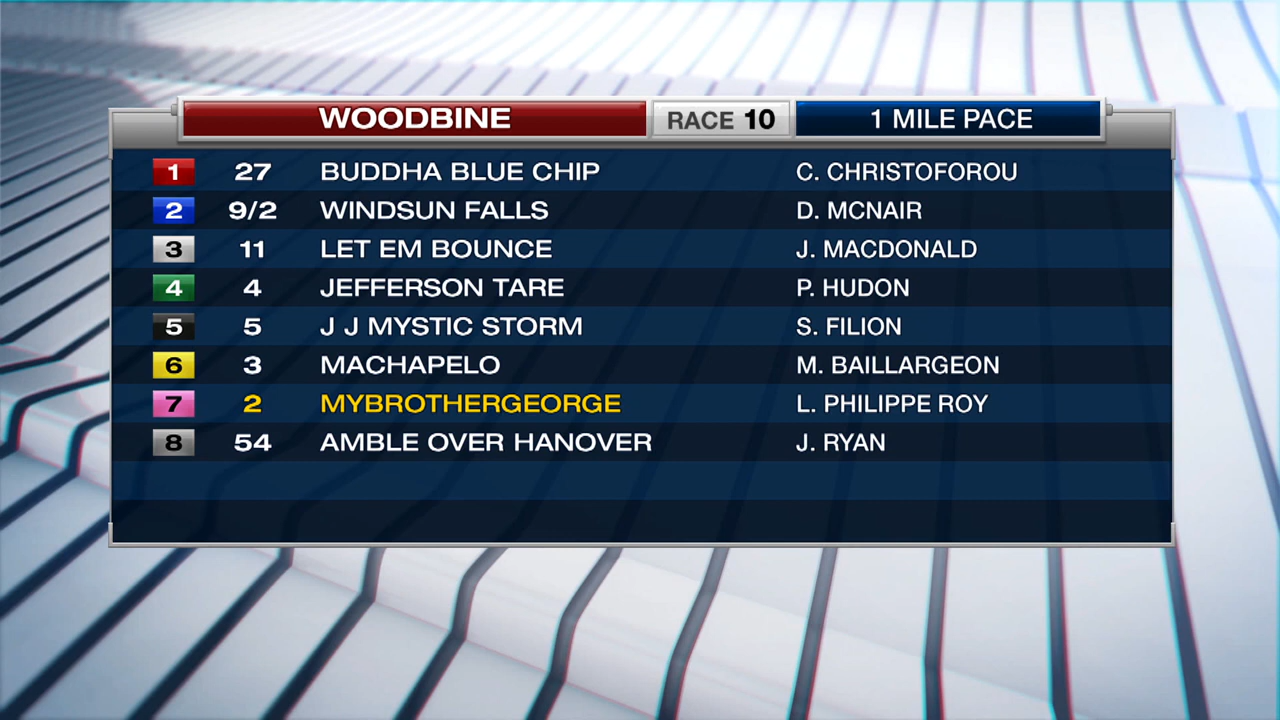 WOODBINE RACE 10 1 MILE PACE
1 27 BUDDHA BLUE CHIP C. CHRISTOFOROU
2 9/2 WINDSUN FALLS D. MCNAIR
3 11 LET EM BOUNCE J. MACDONALD
4 4 JEFFERSON TARE P. HUDON
5 5 J J MYSTIC STORM S. FILION
6 3 MACHAPELO M. BAILLARGEON
7 2 MYBROTHERGEORGE L. PHILIPPE ROY
8 54 AMBLE OVER HANOVER J. RYAN